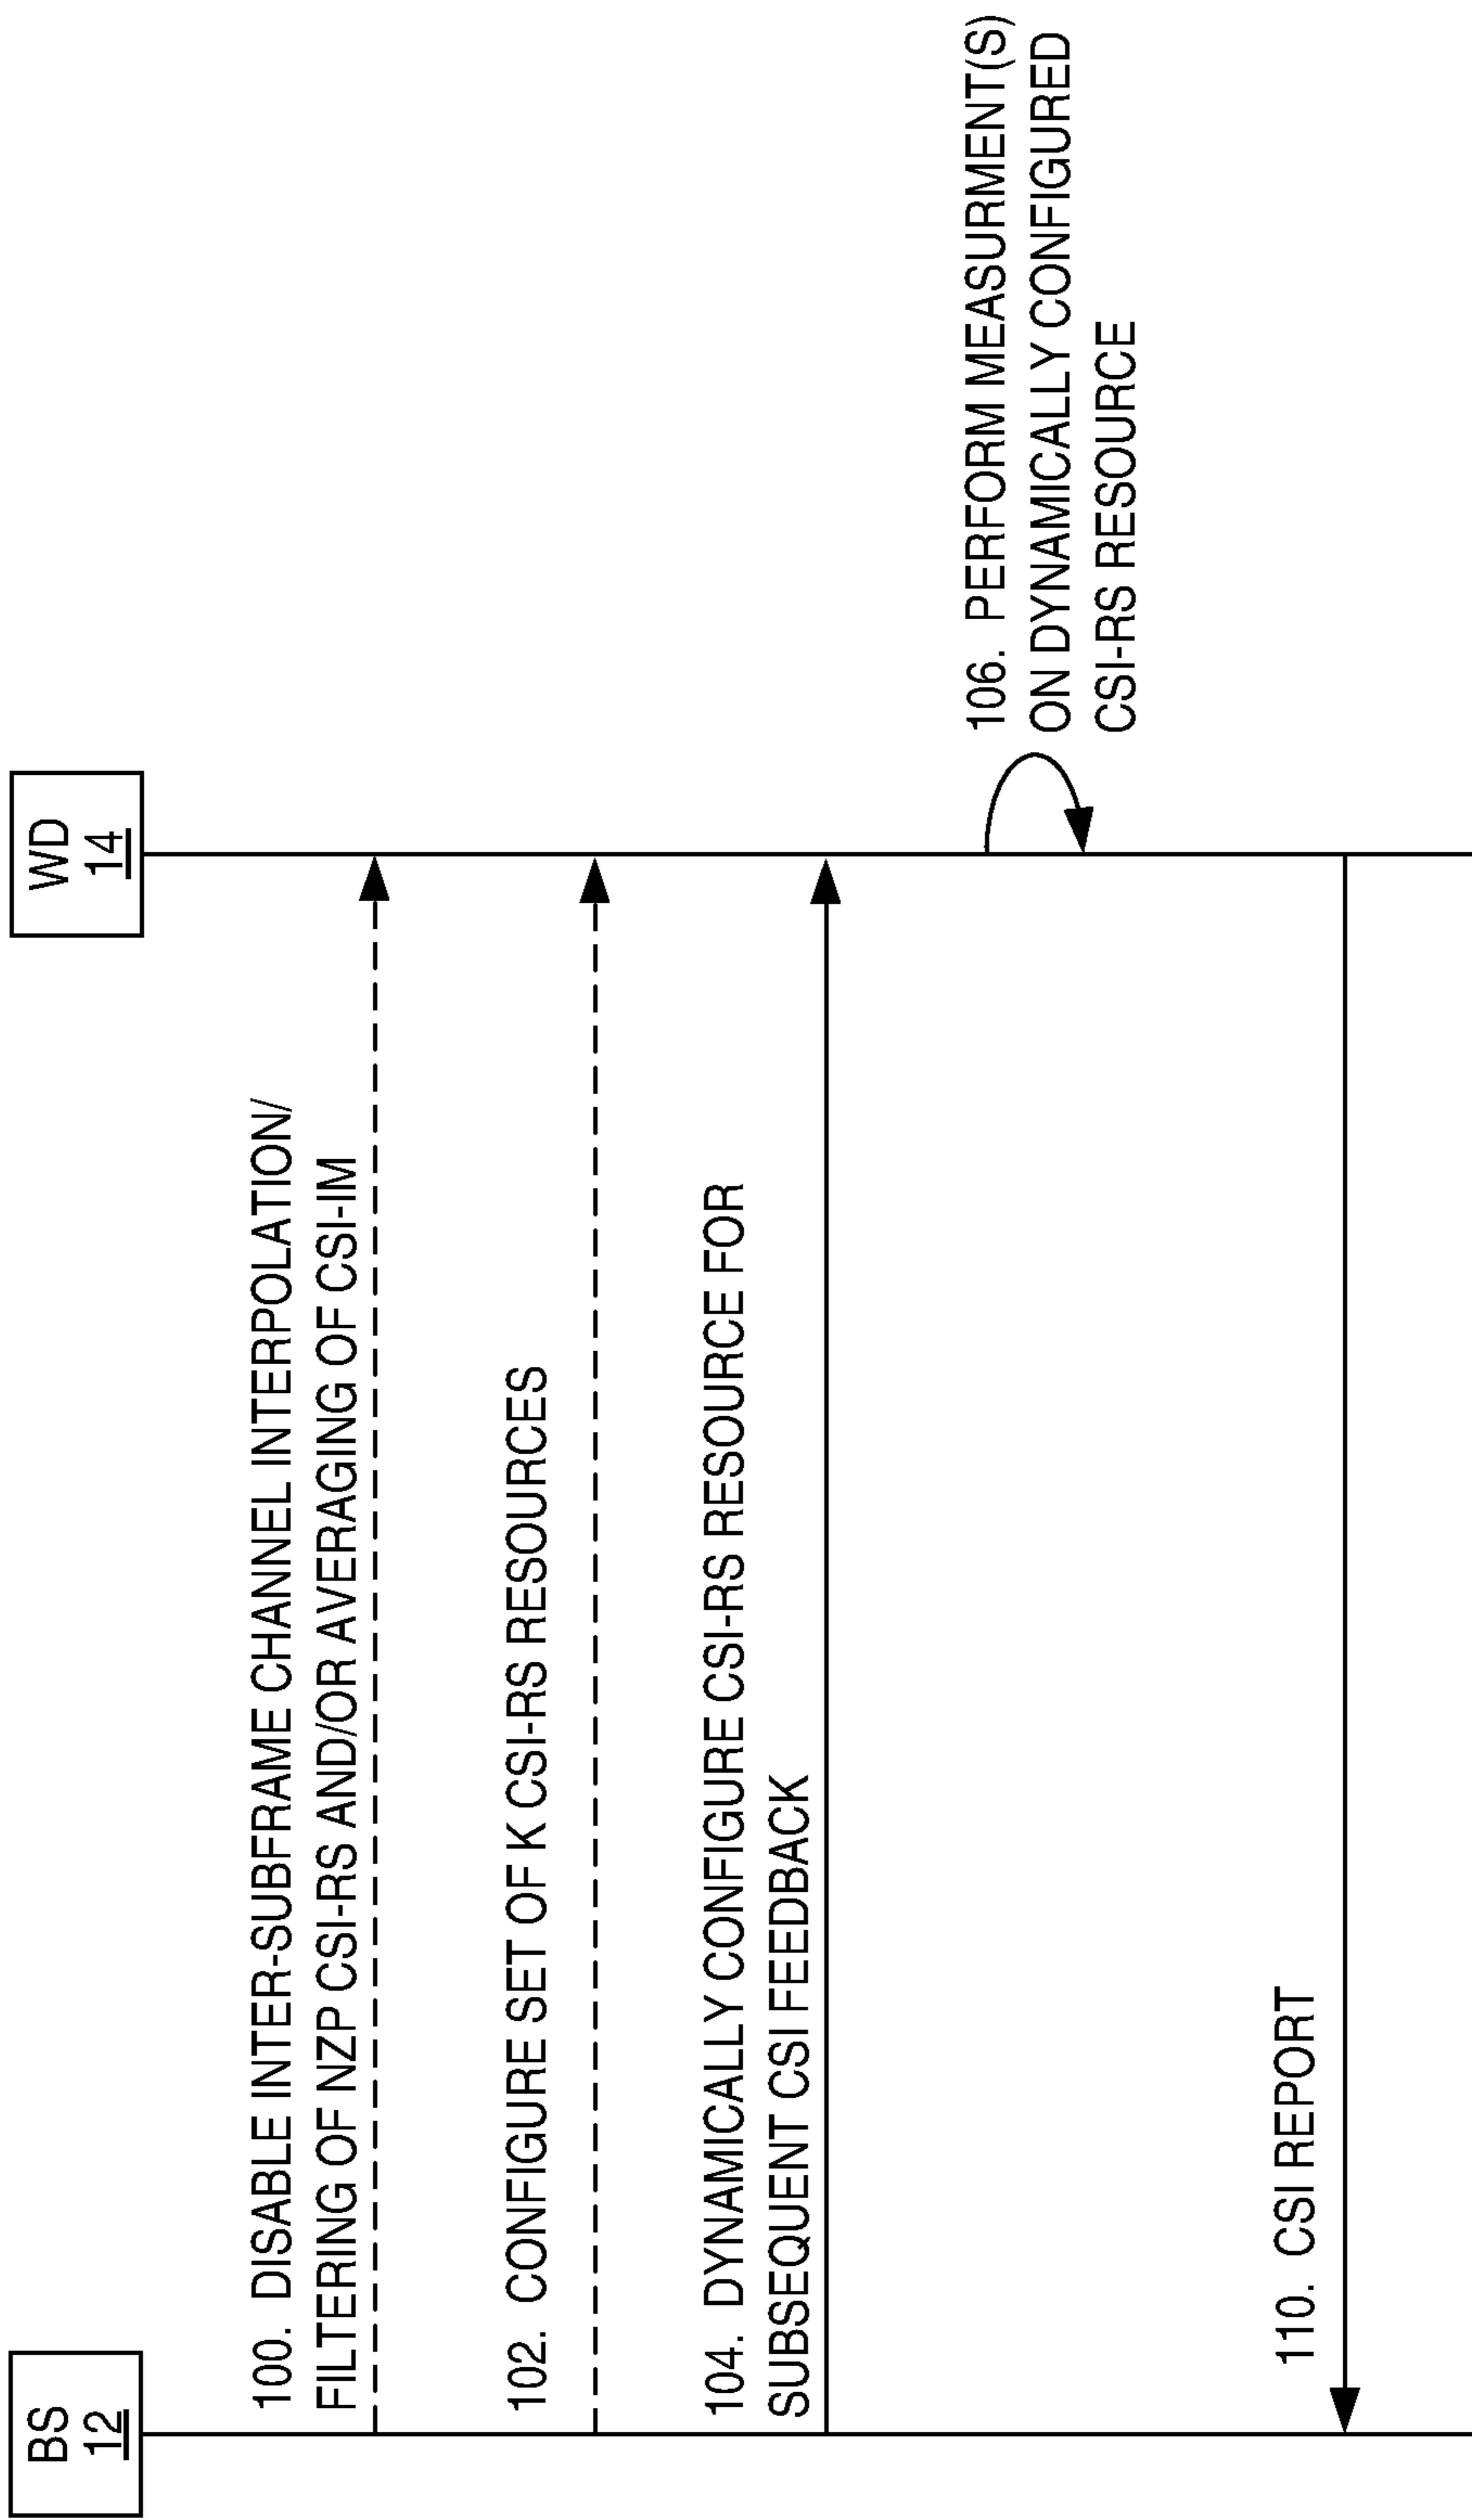 BS
12
WD
14
100. DISABLE INTER-SUBFRAME CHANNEL INTERPOLATION/
FILTERING OF NZP CSI-RS AND/OR AVERAGING OF CSI-IM
102. CONFIGURE SET OF K CSI-RS RESOURCES
104. DYNAMICALLY CONFIGURE CSI-RS RESOURCE FOR
SUBSEQUENT CSI FEEDBACK
106. PERFORM MEASURMENT(S)
ON DYNAMICALLY CONFIGURED
CSI-RS RESOURCE
110. CSI REPORT